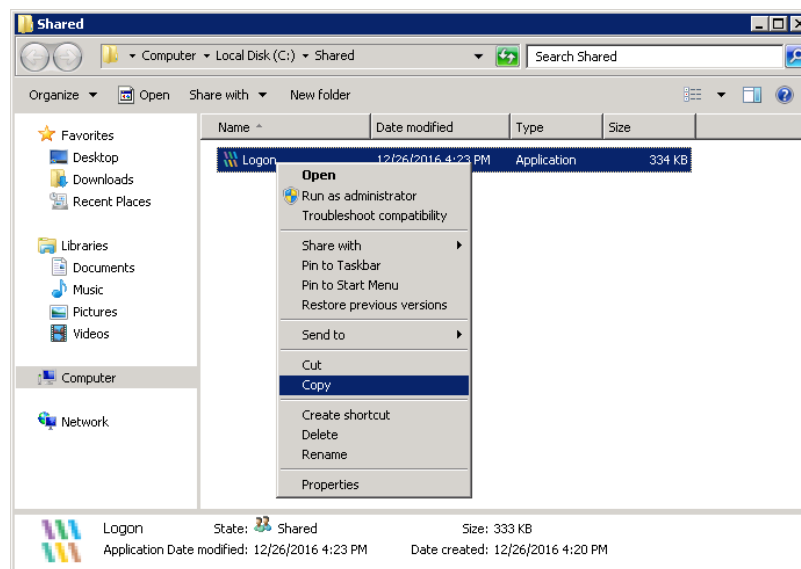 Shared
Computer Local Disk (C:) Shared
Search Shared
Organize Open Share with New folder
Name Date modified Type Size
Favorites
Desktop
Downloads
Recent Places
Libraries
Documents
Music
Pictures
Videos
Computer
Network
Logon 12/26/2016 4:23 PM Application 334 KB
Open
Run as administrator
Troubleshoot compatibility
Share with
Pin to Taskbar
Pin to Start Menu
Restore previous versions
Send to
Cut
Copy
Create shortcut
Delete
Rename
Properties
Logon State: Shared Size: 333 KB
Application Date modified: 12/26/2016 4:23 PM Date created: 12/26/2016 4:20 PM